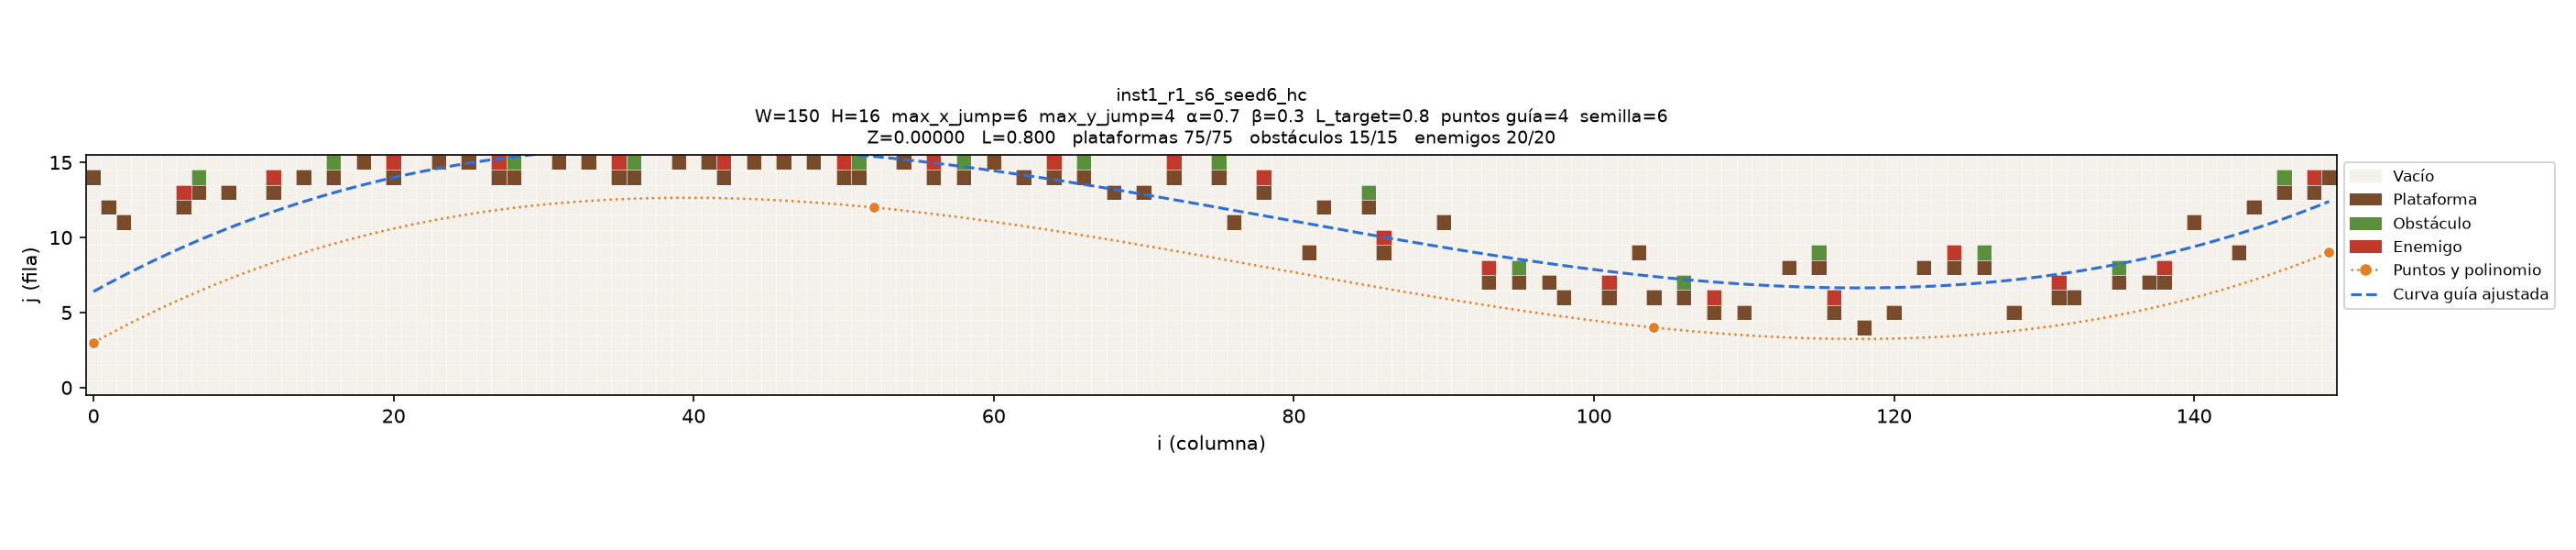 inst1_r1_s6_seed6_hc
W=150 H=16 max_x_jump=6 max_y_jump=4 α=0.7 β=0.3 L_target=0.8 puntos guía=4 semilla=6
Z=0.00000 L=0.800 plataformas 75/75 obstáculos 15/15 enemigos 20/20
15
10
5
0
j (fila)
0 20 40 60 80 100 120 140
i (columna)
Vacío
Plataforma
Obstáculo
Enemigo
Puntos y polinomio
Curva guía ajustada